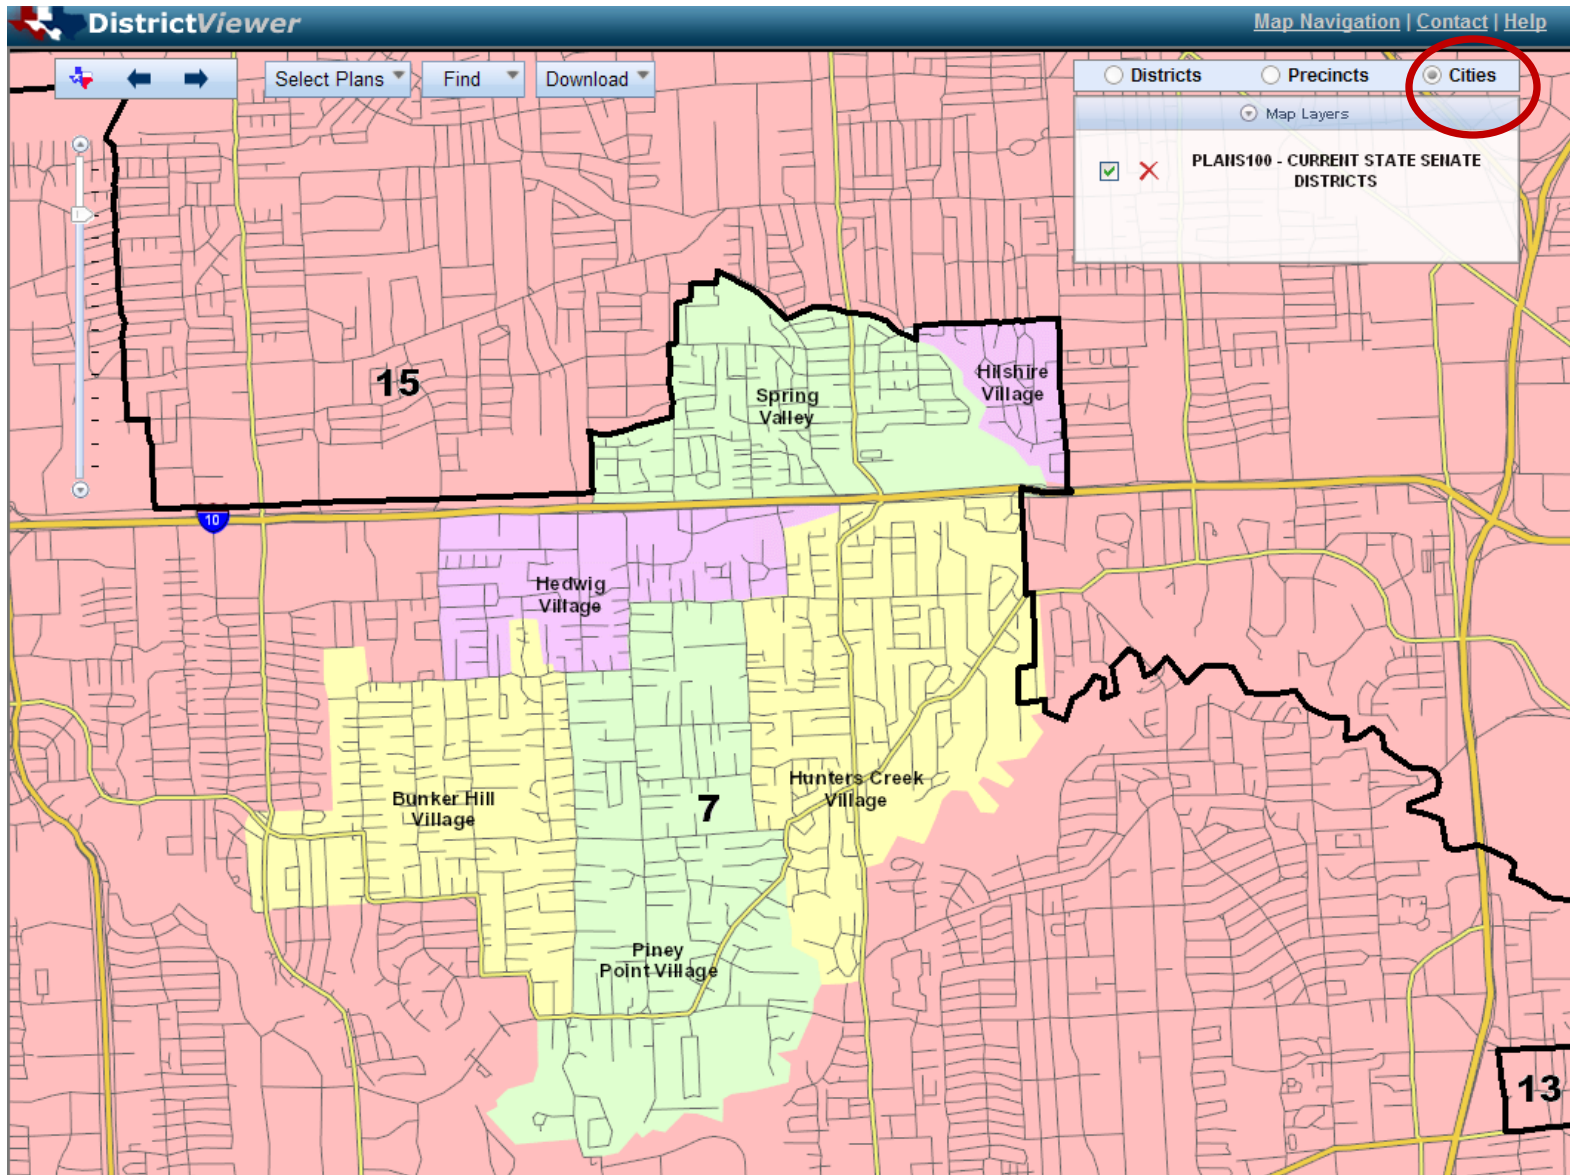 DistrictViewer
Map Navigation | Contact | Help
Select Plans
Find
Download
Districts
Precincts
Cities
Map Layers
PLANS100 - CURRENT STATE SENATE
DISTRICTS
15
Spring
Valley
Hilshire
Village
10
Hedwig
Village
Hunters Creek
Village
Bunker Hill
Village
7
Piney
Point Village
13